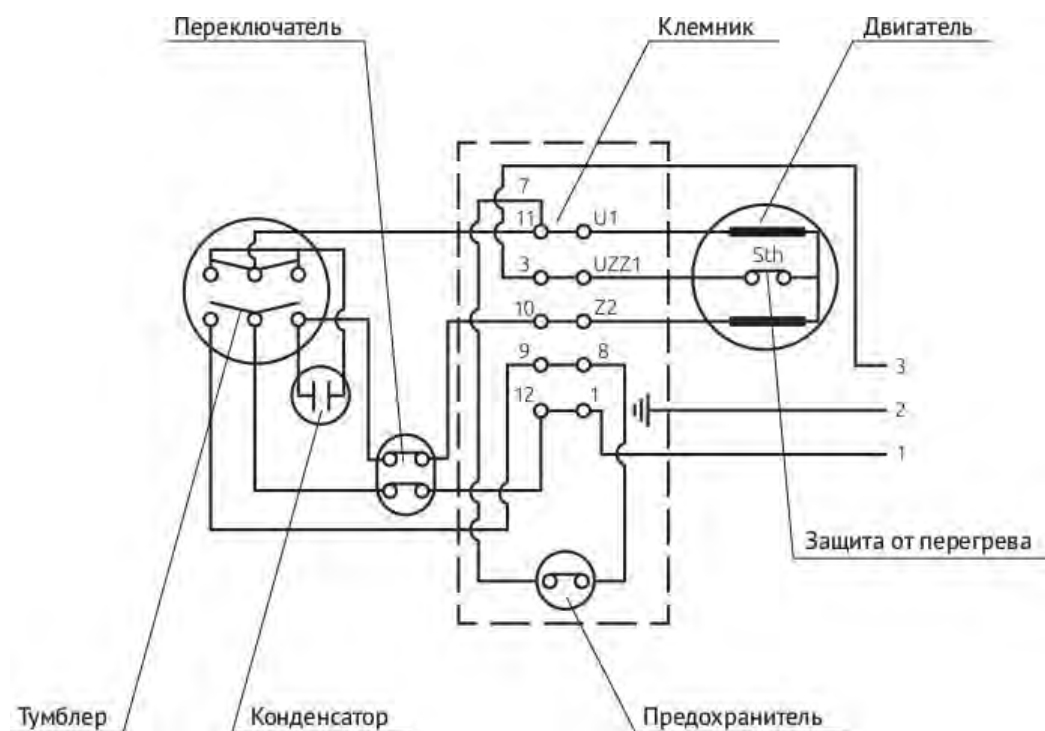 Переключатель
Клемник
Двигатель
7
11 U1
3 UZZ1
Sth
10 Z2
9 8
12 1
3
2
1
Защита от перегрева
Тумблер
Конденсатор
Предохранитель